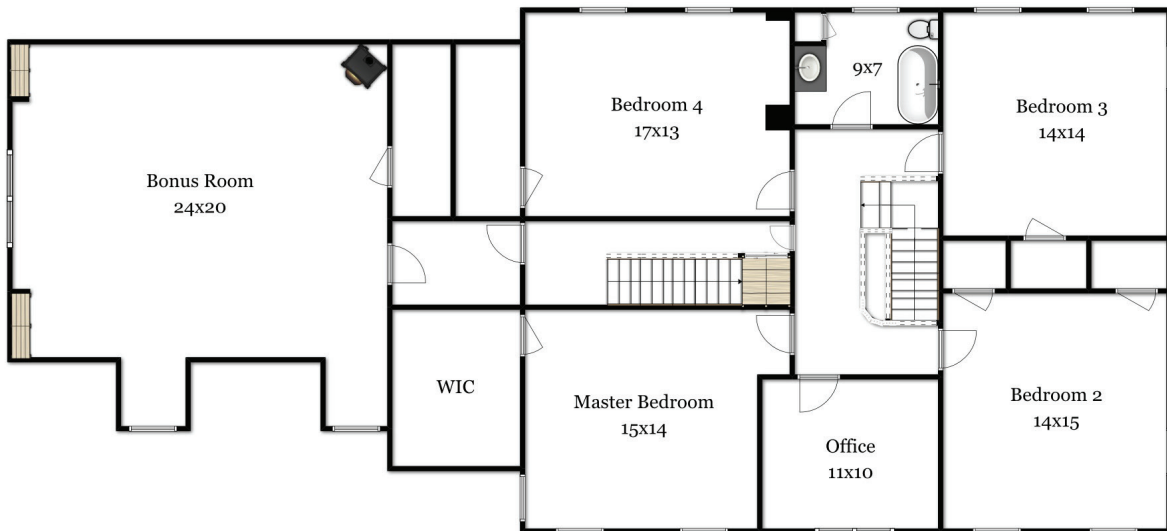 Bonus Room
24x20
Bedroom 4
17x13
9x7
Bedroom 3
14x14
WIC
Master Bedroom
15x14
Office
11x10
Bedroom 2
14x15